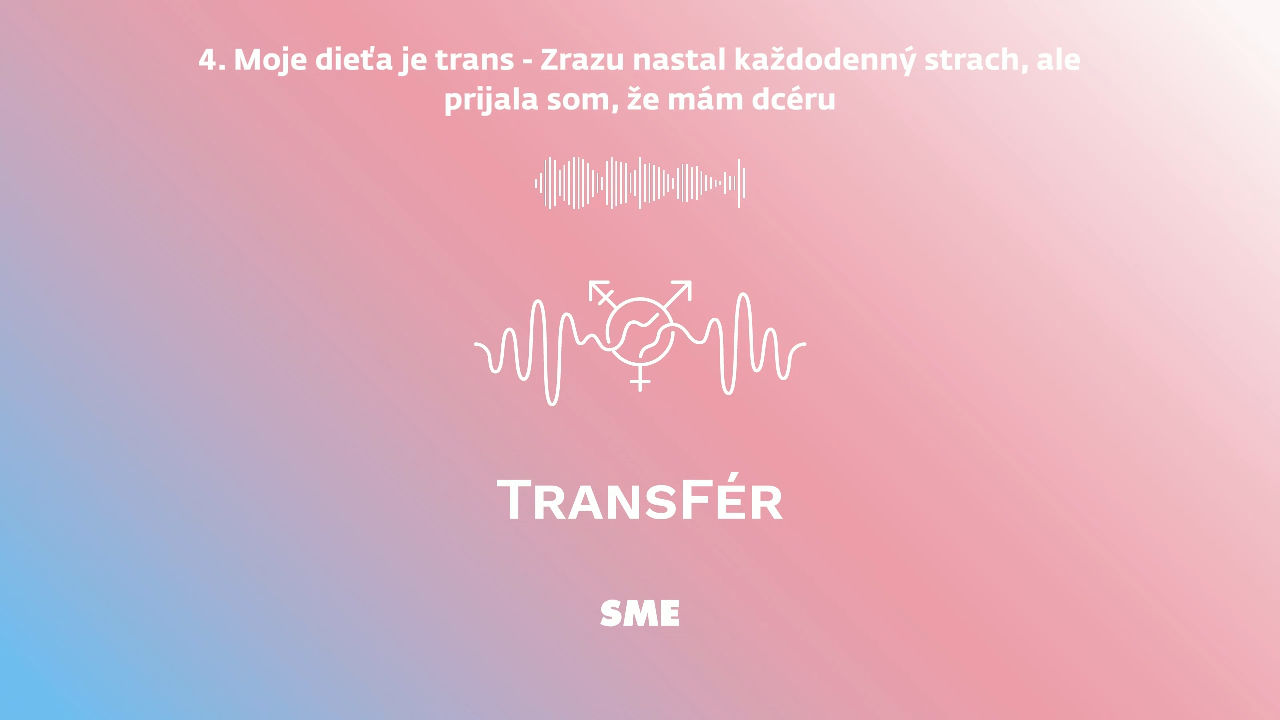 4. Moje dieťa je trans - Zrazu nastal každodenný strach, ale
prijala som, že mám dcéru
TRANSFÉR
SME